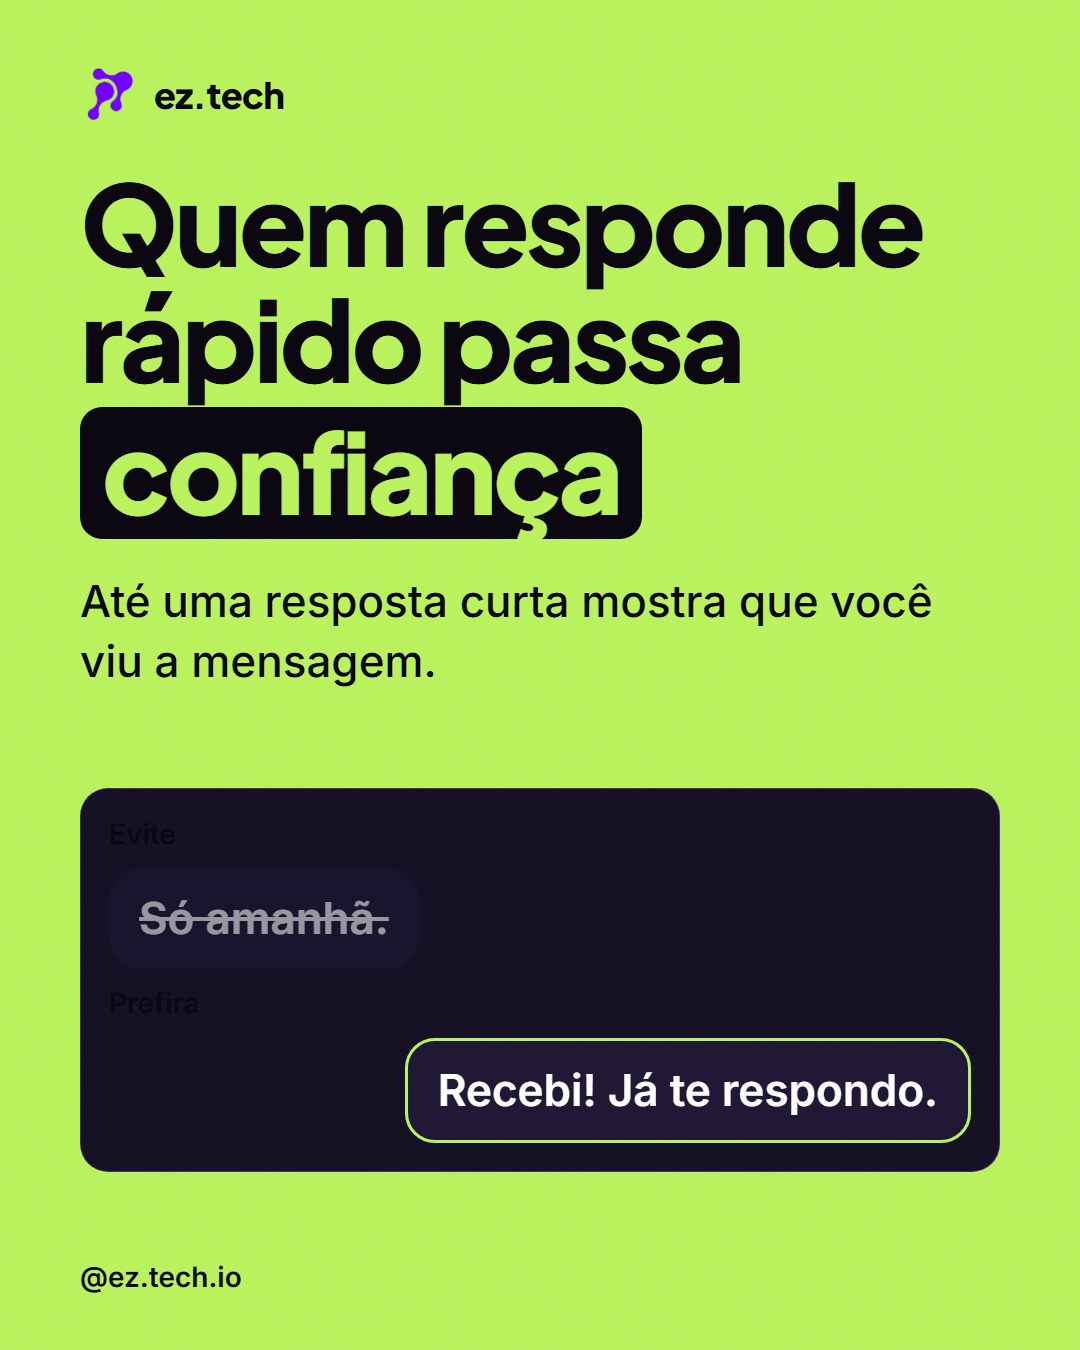 ez.tech
Quem responde
rápido passa
confiança
Até uma resposta curta mostra que você
viu a mensagem.
Evite
Só amanhã.
Prefira
Recebi! Já te respondo.
@ez.tech.io